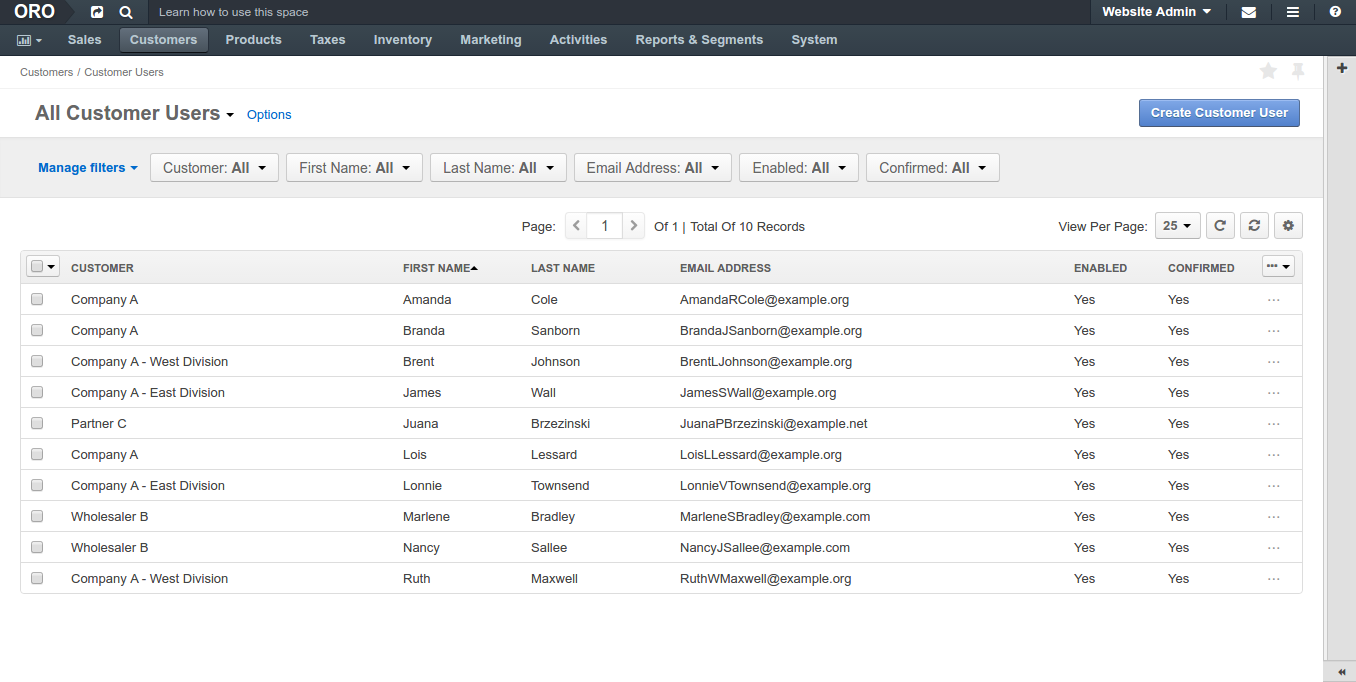 ORO Learn how to use this space Website Admin
Sales Customers Products Taxes Inventory Marketing Activities Reports & Segments System
Customers / Customer Users
All Customer Users Options Create Customer User
Manage filters Customer: All First Name: All Last Name: All Email Address: All Enabled: All Confirmed: All
Page: 1 Of 1 | Total Of 10 Records View Per Page: 25
CUSTOMER FIRST NAME LAST NAME EMAIL ADDRESS ENABLED CONFIRMED
Company A Amanda Cole AmandaRCole@example.org Yes Yes
Company A Branda Sanborn BrandaJSanborn@example.org Yes Yes
Company A - West Division Brent Johnson BrentLJohnson@example.org Yes Yes
Company A - East Division James Wall JamesSWall@example.org Yes Yes
Partner C Juana Brzezinski JuanaPBrzezinski@example.net Yes Yes
Company A Lois Lessard LoisLLessard@example.org Yes Yes
Company A - East Division Lonnie Townsend LonnieVTownsend@example.org Yes Yes
Wholesaler B Marlene Bradley MarleneSBradley@example.com Yes Yes
Wholesaler B Nancy Sallee NancyJSallee@example.com Yes Yes
Company A - West Division Ruth Maxwell RuthWMaxwell@example.org Yes Yes